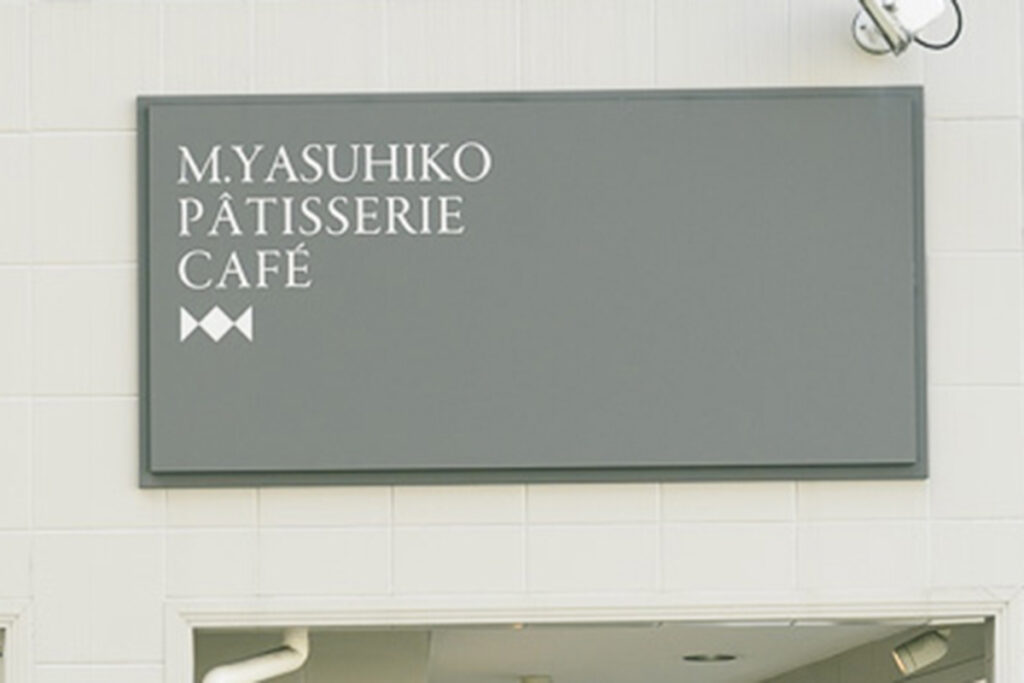 M.YASUHIKO
PÂTISSERIE
CAFÉ